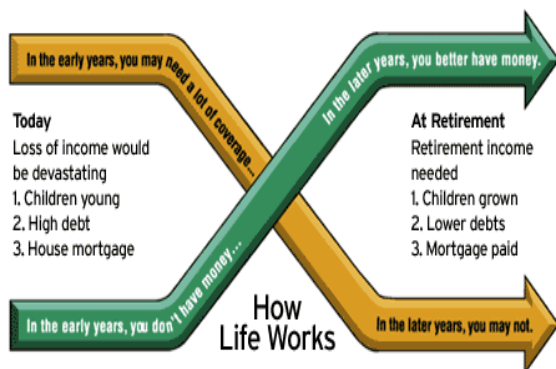 In the early years, you may need a lot of coverage...
In the later years, you better have money.
Today
Loss of income would
be devastating
1. Children young
2. High debt
3. House mortgage
At Retirement
Retirement income
needed
1. Children grown
2. Lower debts
3. Mortgage paid
In the early years, you don't have money...
How
Life Works
In the later years, you may not.